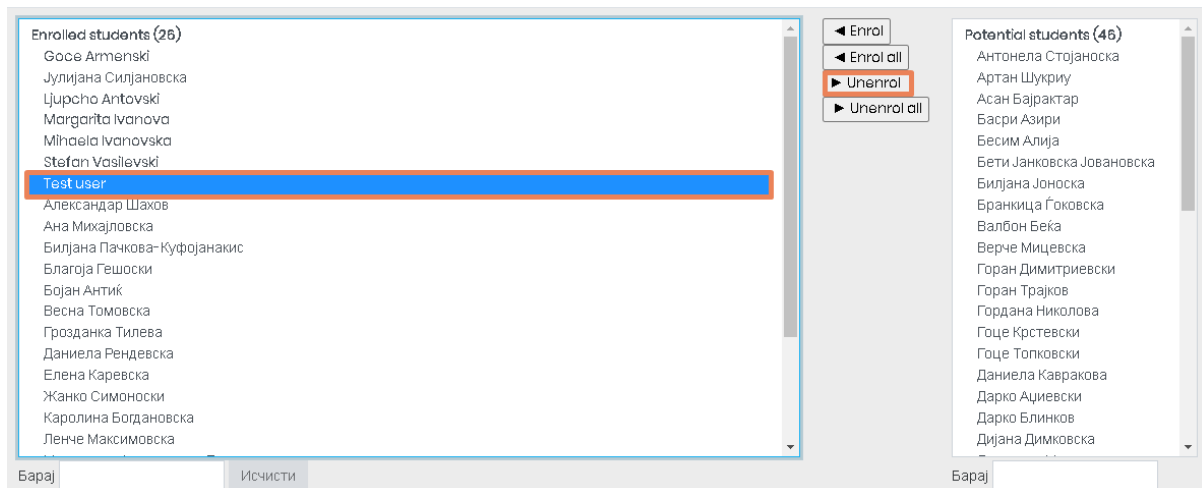 Enrolled students (26)
Goce Armenski
Јулијана Силјановска
Ljupcho Antovski
Margarita Ivanova
Mihaela Ivanovska
Stefan Vasilevski
Test user
Александар Шахов
Ана Михајловска
Билјана Пачкова-Куфојанакис
Благоја Гешоски
Бојан Антиќ
Весна Томовска
Грозданка Тилева
Даниела Рендевска
Елена Каревска
Жанко Симоноски
Каролина Богдановска
Ленче Максимовска
Барај
Исчисти
◄ Enrol
◄ Enrol all
► Unenrol
► Unenrol all
Potential students (46)
Антонела Стојаноска
Артан Шукриу
Асан Бајрактар
Басри Азири
Бесим Алија
Бети Јанковска Јовановска
Билјана Јоноска
Бранкица Ѓоковска
Валбон Беќа
Верче Мицевска
Горан Димитриевски
Горан Трајков
Гордана Николова
Гоце Крстевски
Гоце Топковски
Даниела Кавракова
Дарко Аџиевски
Дарко Блинков
Дијана Димковска
Барај